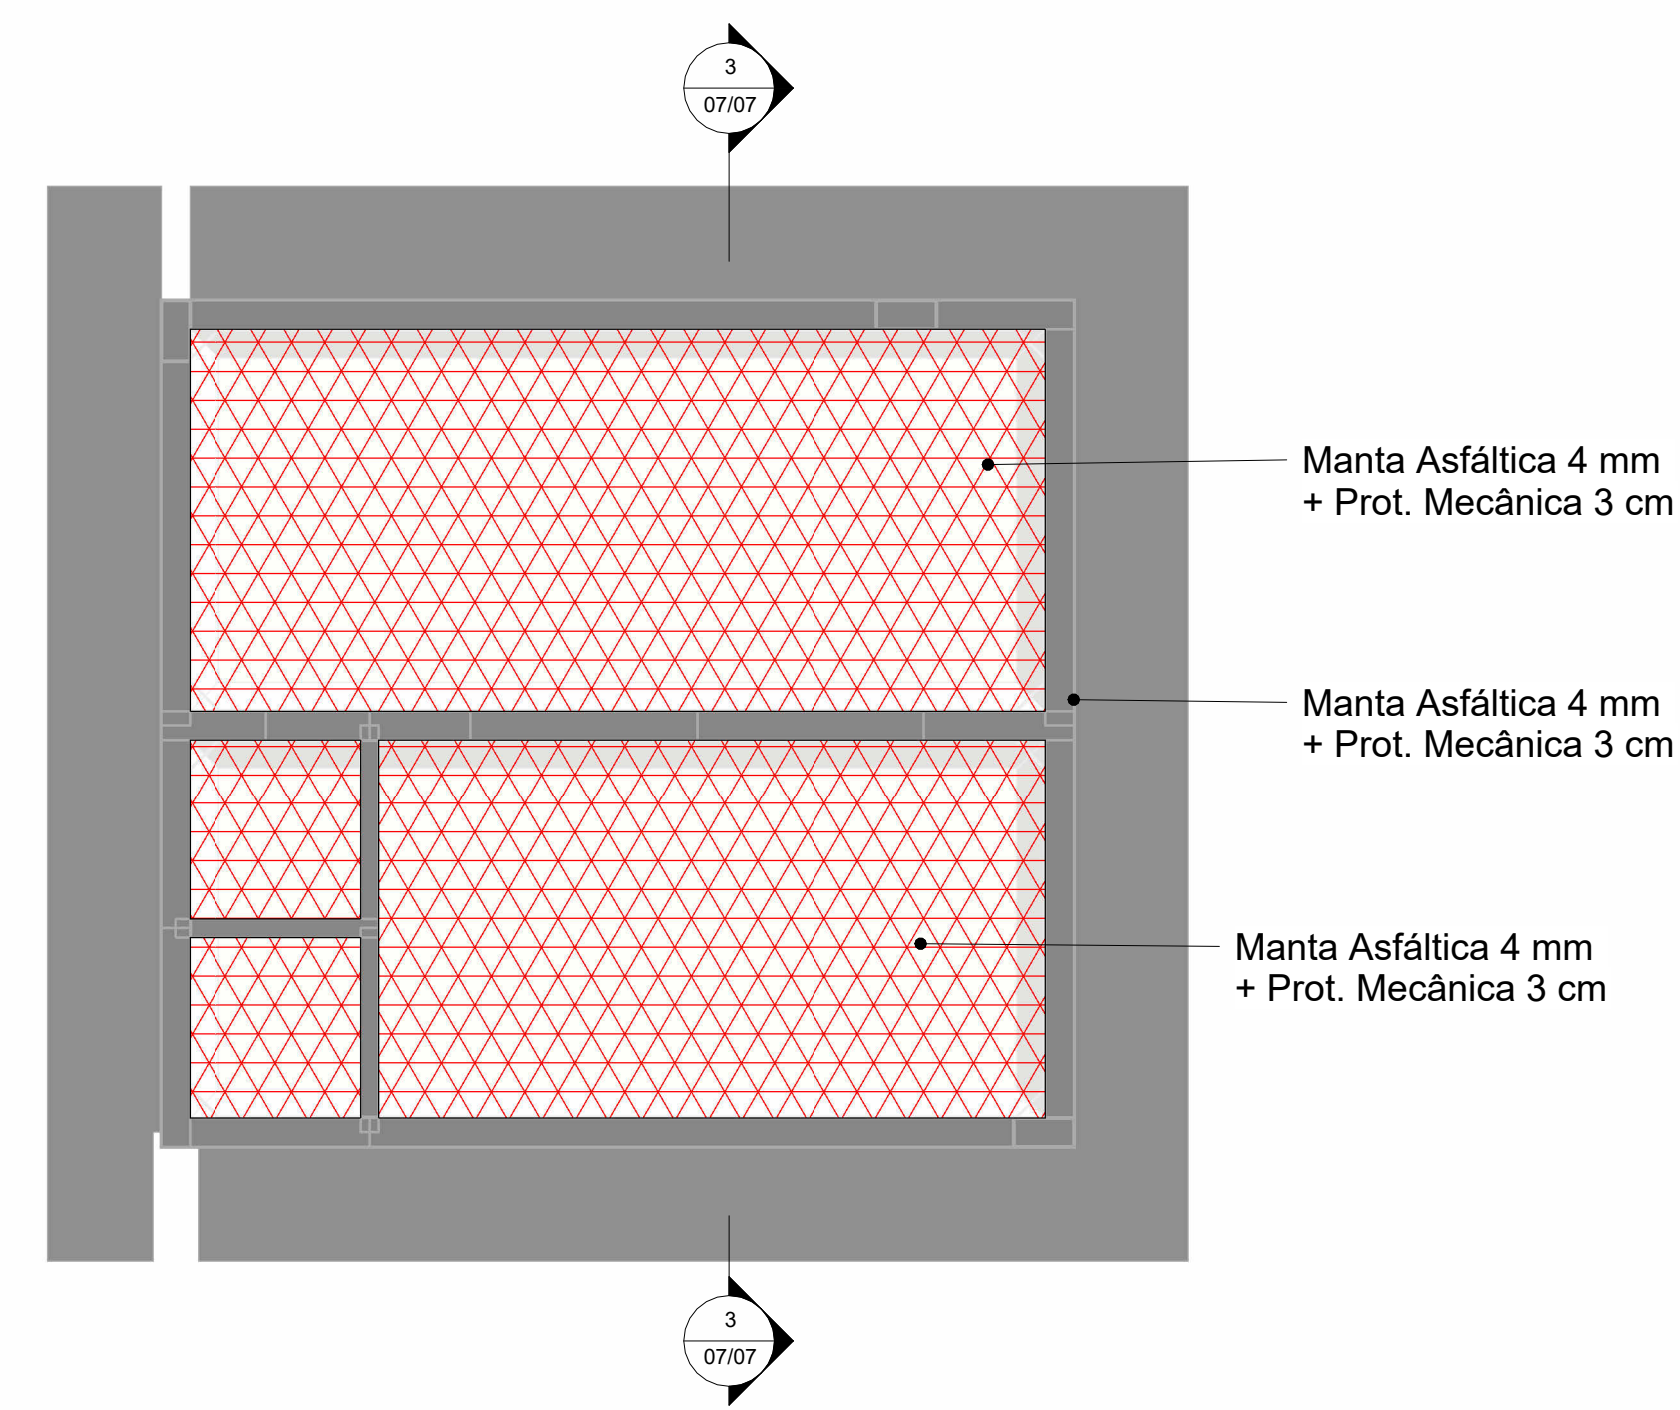 3
07/07
Manta Asfáltica 4 mm
+ Prot. Mecânica 3 cm
Manta Asfáltica 4 mm
+ Prot. Mecânica 3 cm
Manta Asfáltica 4 mm
+ Prot. Mecânica 3 cm
3
07/07